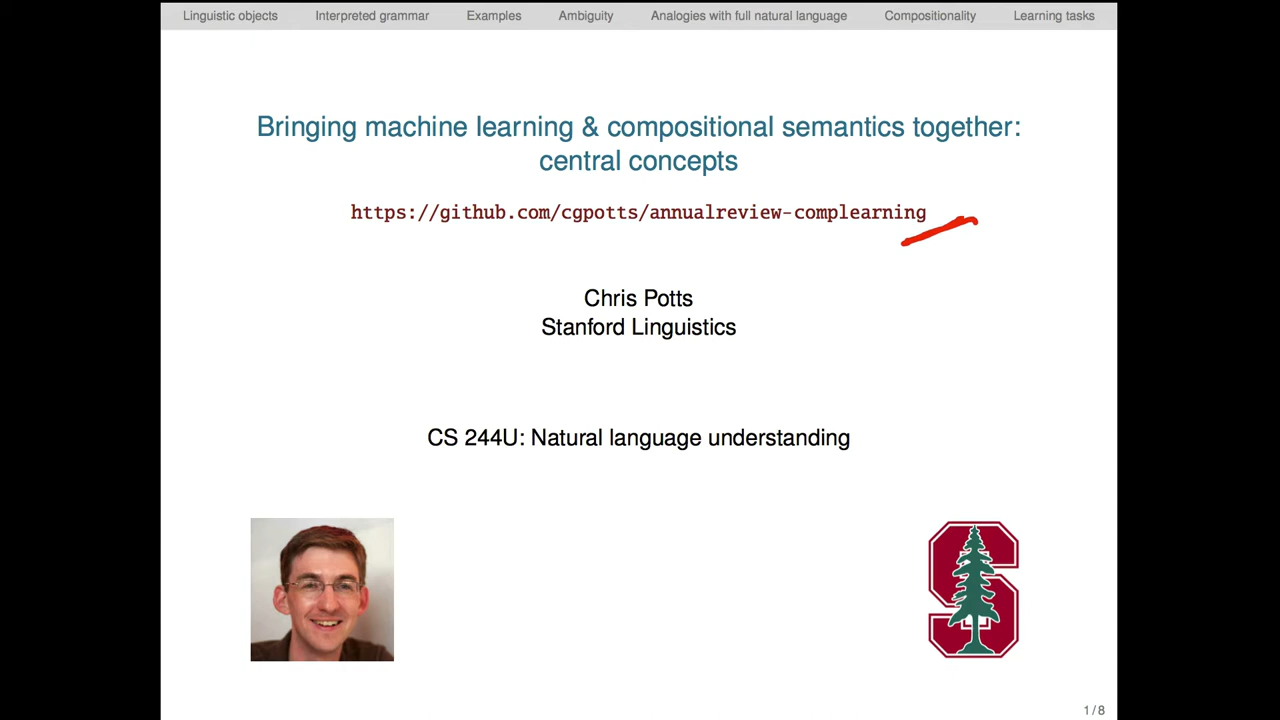 Linguistic objects Interpreted grammar Examples Ambiguity Analogies with full natural language Compositionality Learning tasks
Bringing machine learning & compositional semantics together:
central concepts
https://github.com/cgpotts/annualreview-complearning
Chris Potts
Stanford Linguistics
CS 244U: Natural language understanding
S
1 / 8